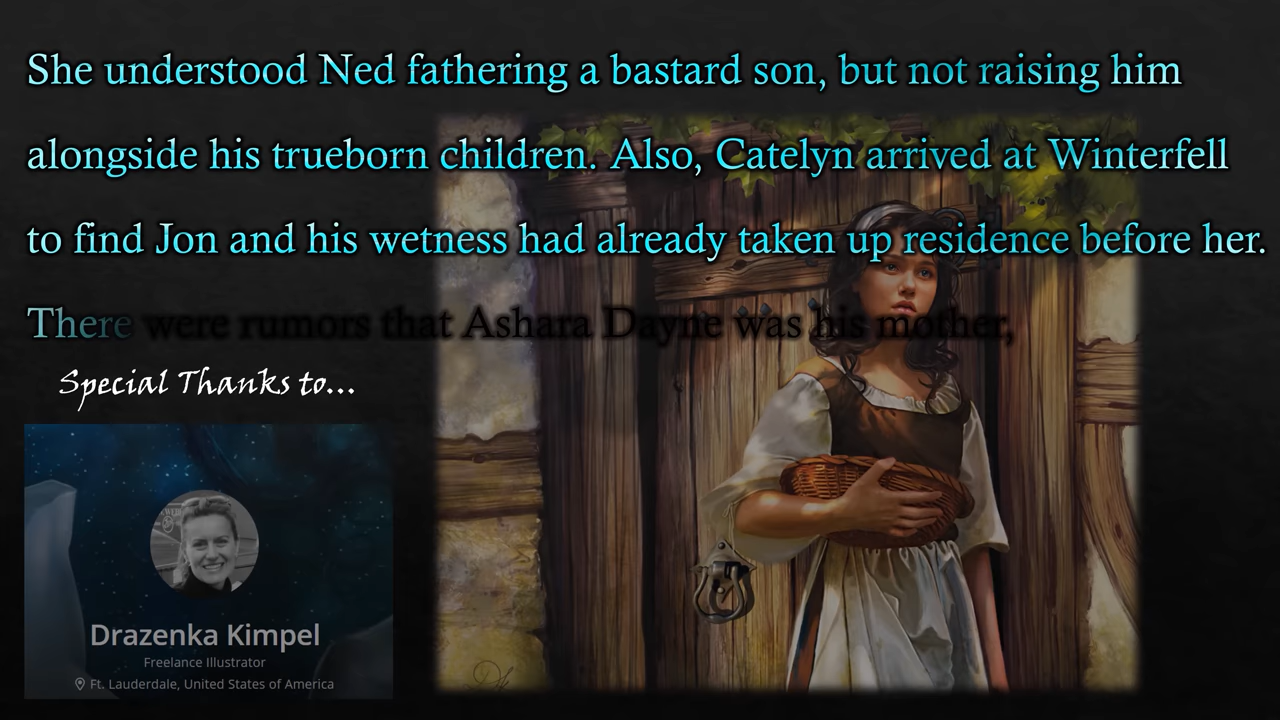 She understood Ned fathering a bastard son, but not raising him
alongside his trueborn children. Also, Catelyn arrived at Winterfell
to find Jon and his wetness had already taken up residence before her.
There were rumors that Ashara Dayne was his mother,
Special Thanks to...
Drazenka Kimpel
Freelance Illustrator
Ft. Lauderdale, United States of America